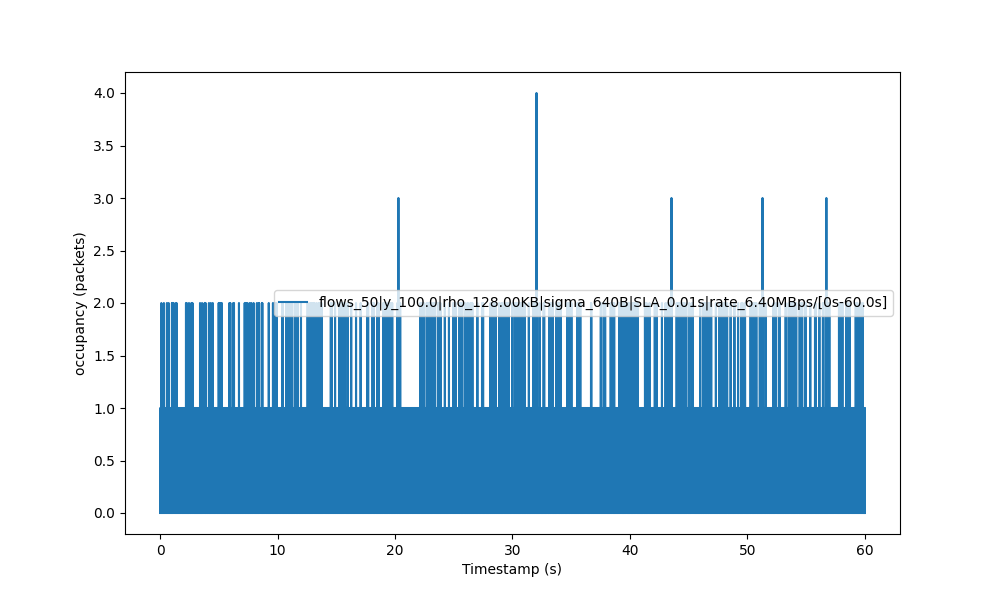 4.0
3.5
3.0
2.5
2.0
1.5
1.0
0.5
0.0
occupancy (packets)
flows_50|y_100.0|rho_128.00KB|sigma_640B|SLA_0.01s|rate_6.40MBps/[0s-60.0s]
0 10 20 30 40 50 60
Timestamp (s)